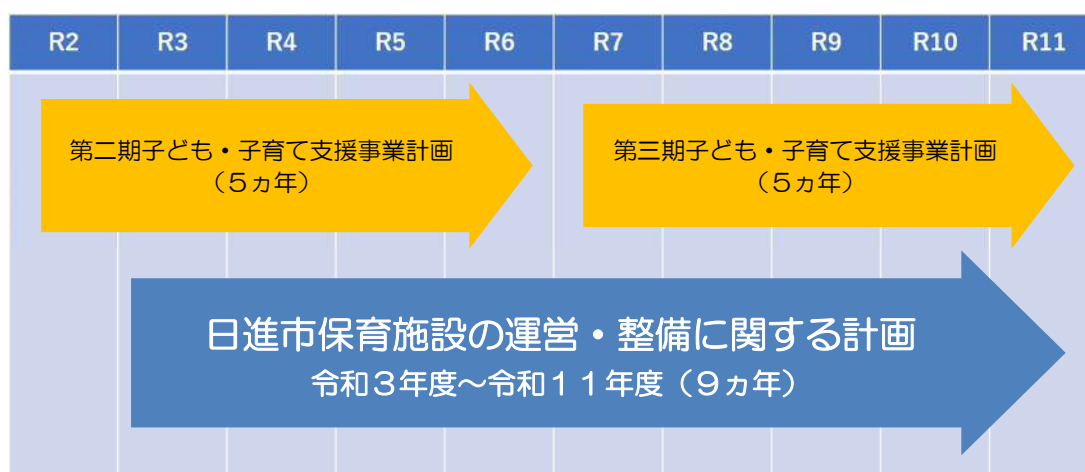 R2 R3 R4 R5 R6 R7 R8 R9 R10 R11
第二期子ども・子育て支援事業計画
（５ヵ年）
第三期子ども・子育て支援事業計画
（５ヵ年）
日進市保育施設の運営・整備に関する計画
令和３年度～令和１１年度（９ヵ年）